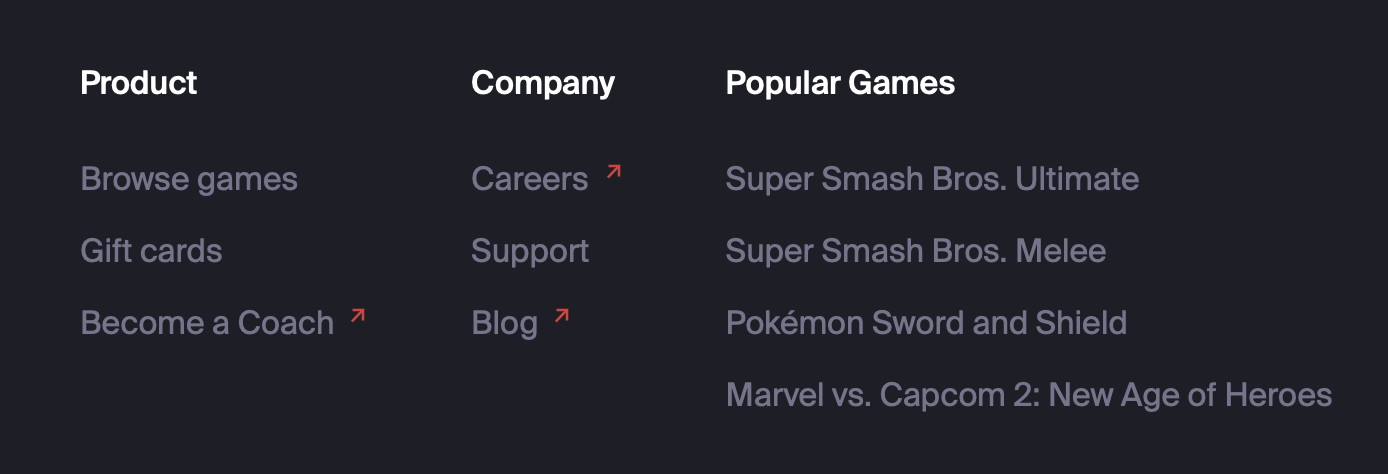 Product
Browse games
Gift cards
Become a Coach
Company
Careers
Support
Blog
Popular Games
Super Smash Bros. Ultimate
Super Smash Bros. Melee
Pokémon Sword and Shield
Marvel vs. Capcom 2: New Age of Heroes